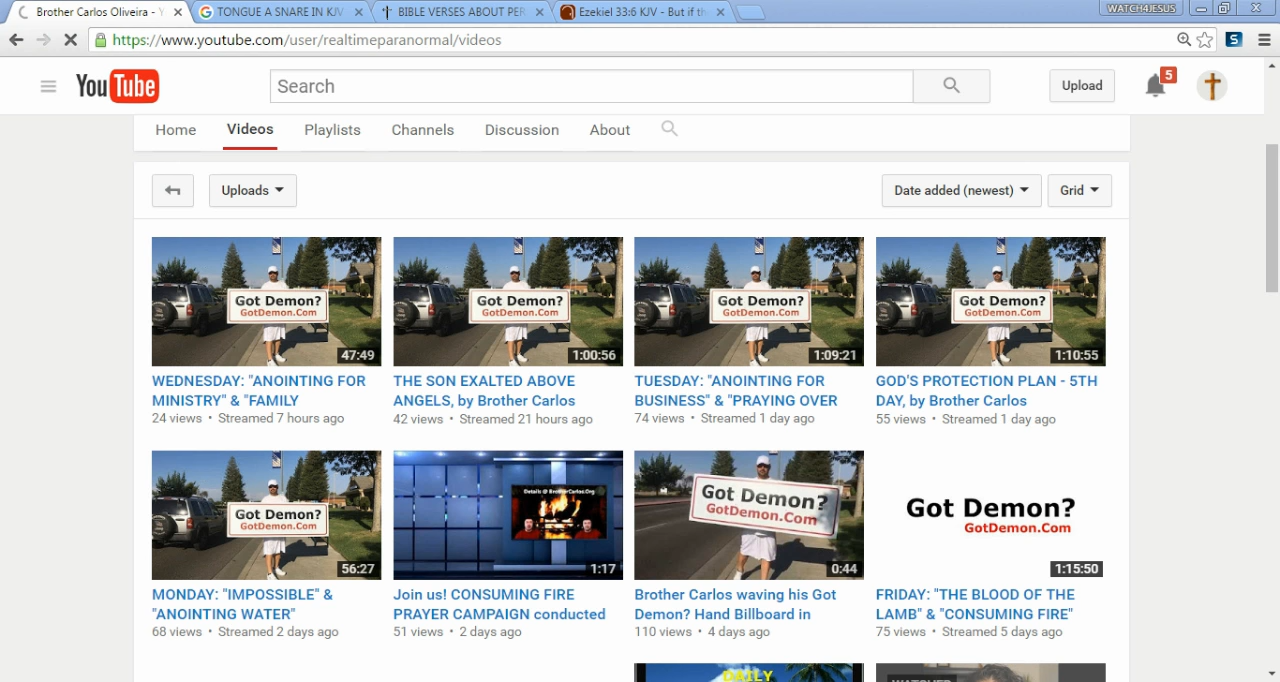 Brother Carlos Oliveira - Y
TONGUE A SNARE IN KJV
BIBLE VERSES ABOUT PER
Ezekiel 33:6 KJV - But if th
WATCH4JESUS
https://www.youtube.com/user/realtimeparanormal/videos
S
YouTube
Search
Upload
5
Home
Videos
Playlists
Channels
Discussion
About
Uploads
Date added (newest)
Grid
Got Demon?
GotDemon.Com
47:49
Got Demon?
GotDemon.Com
1:00:56
Got Demon?
GotDemon.Com
1:09:21
Got Demon?
GotDemon.Com
1:10:55
WEDNESDAY: "ANOINTING FOR
MINISTRY" & "FAMILY
24 views • Streamed 7 hours ago
THE SON EXALTED ABOVE
ANGELS, by Brother Carlos
42 views • Streamed 21 hours ago
TUESDAY: "ANOINTING FOR
BUSINESS" & "PRAYING OVER
74 views • Streamed 1 day ago
GOD'S PROTECTION PLAN - 5TH
DAY, by Brother Carlos
55 views • Streamed 1 day ago
Got Demon?
GotDemon.Com
56:27
Details @ BrotherCarlos.Org
1:17
Got Demon?
GotDemon.Com
0:44
Got Demon?
GotDemon.Com
1:15:50
MONDAY: "IMPOSSIBLE" &
"ANOINTING WATER"
68 views • Streamed 2 days ago
Join us! CONSUMING FIRE
PRAYER CAMPAIGN conducted
51 views • 2 days ago
Brother Carlos waving his Got
Demon? Hand Billboard in
110 views • 4 days ago
FRIDAY: "THE BLOOD OF THE
LAMB" & "CONSUMING FIRE"
75 views • Streamed 5 days ago
DAILY
WATCHED